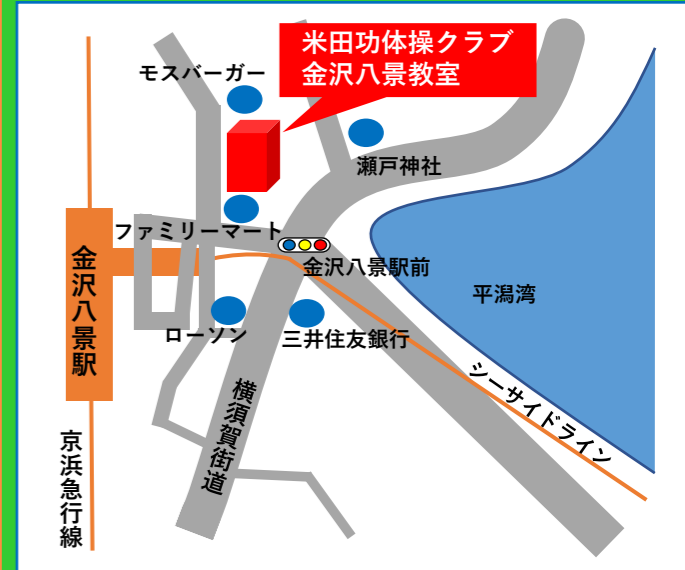 米田功体操クラブ
金沢八景教室
モスバーガー
瀬戸神社
ファミリーマート
金沢八景駅前
金沢八景駅
平潟湾
ローソン
三井住友銀行
シーサイドライン
横須賀街道
京浜急行線